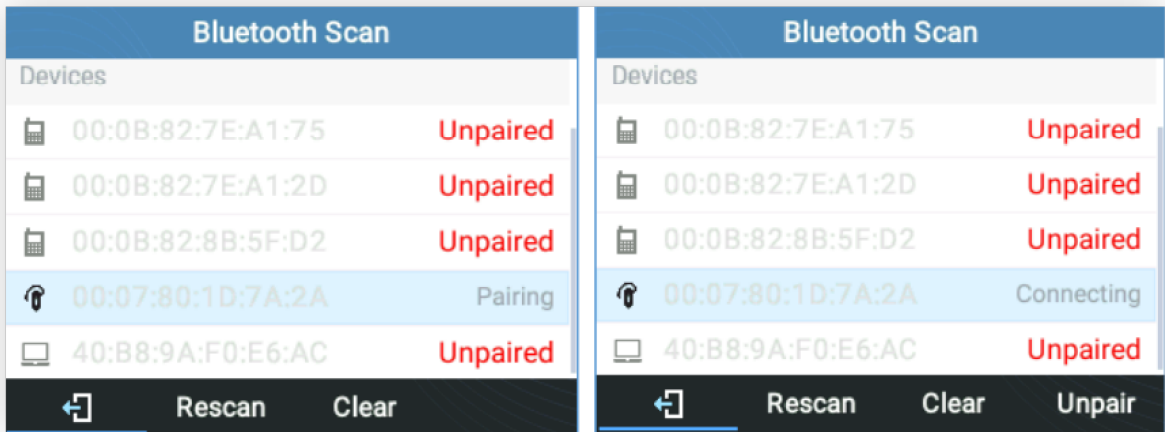 Bluetooth Scan
Devices
00:0B:82:7E:A1:75 Unpaired
00:0B:82:7E:A1:2D Unpaired
00:0B:82:8B:5F:D2 Unpaired
00:07:80:1D:7A:2A Pairing
40:B8:9A:F0:E6:AC Unpaired
Rescan Clear
Bluetooth Scan
Devices
00:0B:82:7E:A1:75 Unpaired
00:0B:82:7E:A1:2D Unpaired
00:0B:82:8B:5F:D2 Unpaired
00:07:80:1D:7A:2A Connecting
40:B8:9A:F0:E6:AC Unpaired
Rescan Clear Unpair